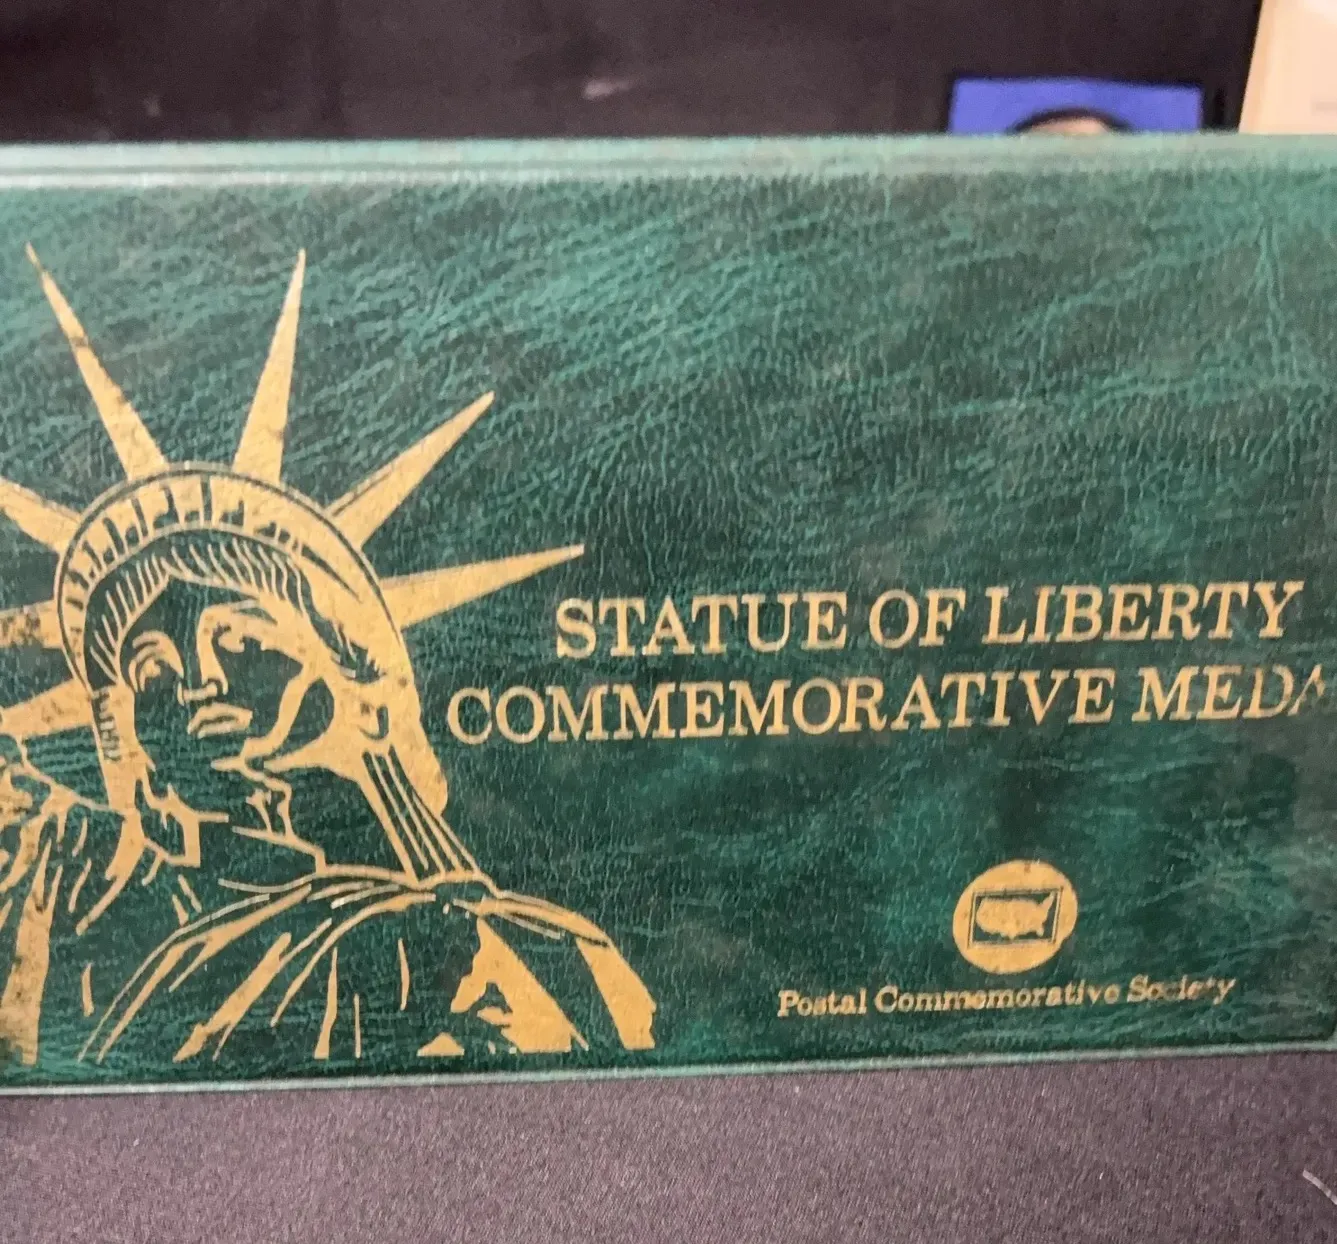 STATUE OF LIBERTY
COMMEMORATIVE MEDA
Postal Commemorative Society